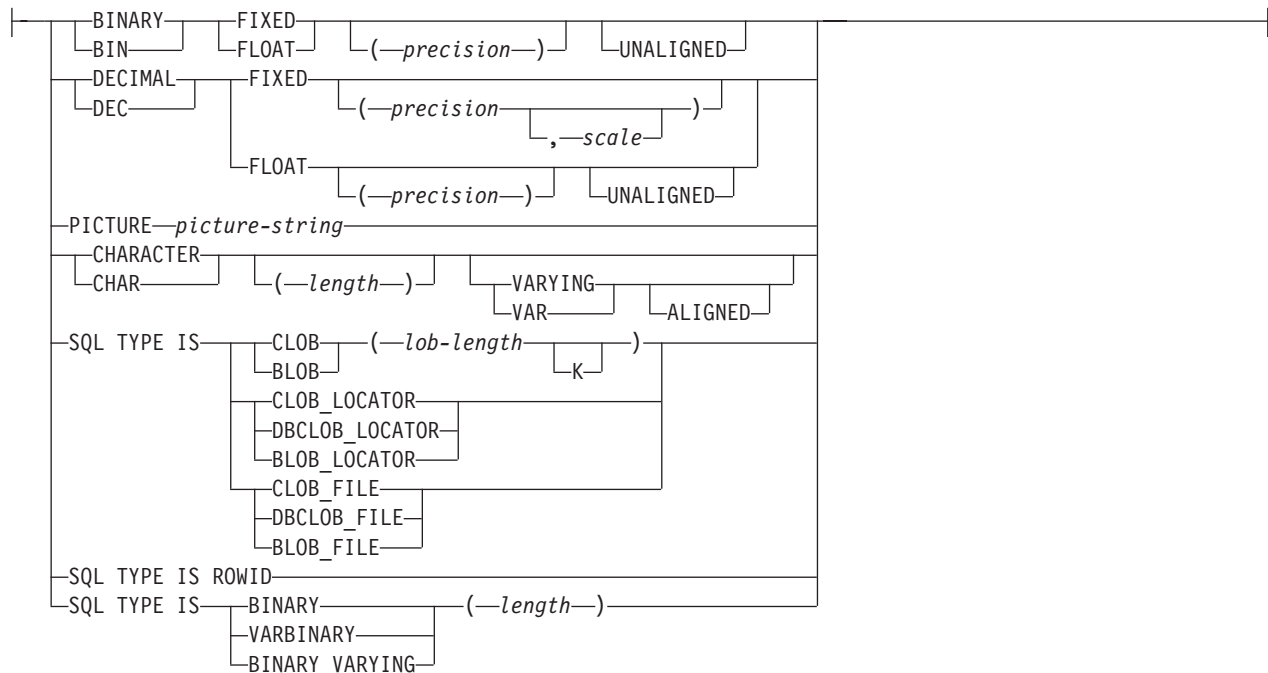 BINARY FIXED
BIN FLOAT (precision) UNALIGNED
DECIMAL FIXED
DEC (precision )
, scale
FLOAT
(precision) UNALIGNED
PICTURE picture-string
CHARACTER
CHAR (length) VARYING
VAR ALIGNED
SQL TYPE IS CLOB (lob-length )
BLOB K
CLOB_LOCATOR
DBCLOB_LOCATOR
BLOB_LOCATOR
CLOB_FILE
DBCLOB_FILE
BLOB_FILE
SQL TYPE IS ROWID
SQL TYPE IS BINARY (length)
VARBINARY
BINARY VARYING